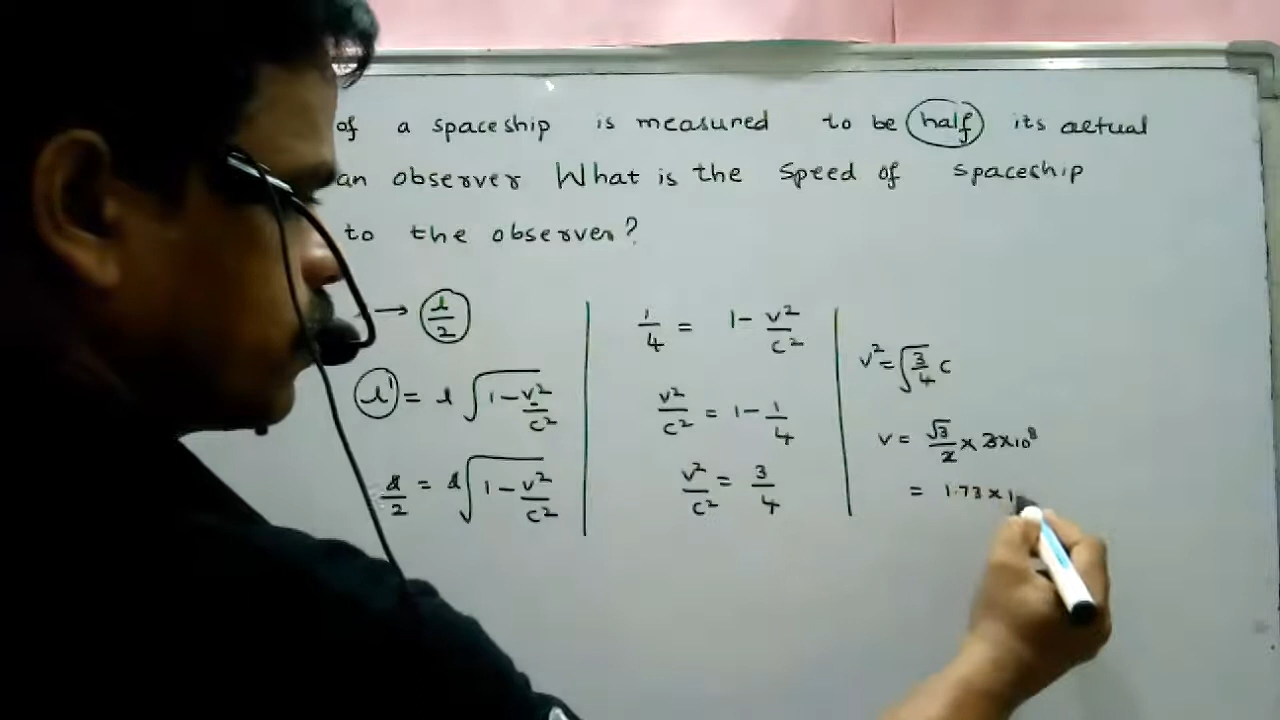 of a spaceship is measured to be half its actual
an observer What is the speed of spaceship
to the observer?
→ l/2
l' = l √(1 - v²/c²)
l/2 = l √(1 - v²/c²)
1/4 = 1 - v²/c²
v²/c² = 1 - 1/4
v²/c² = 3/4
v² = √(3/4) c
v = √3/2 × 3×10⁸
= 1.73 × 1